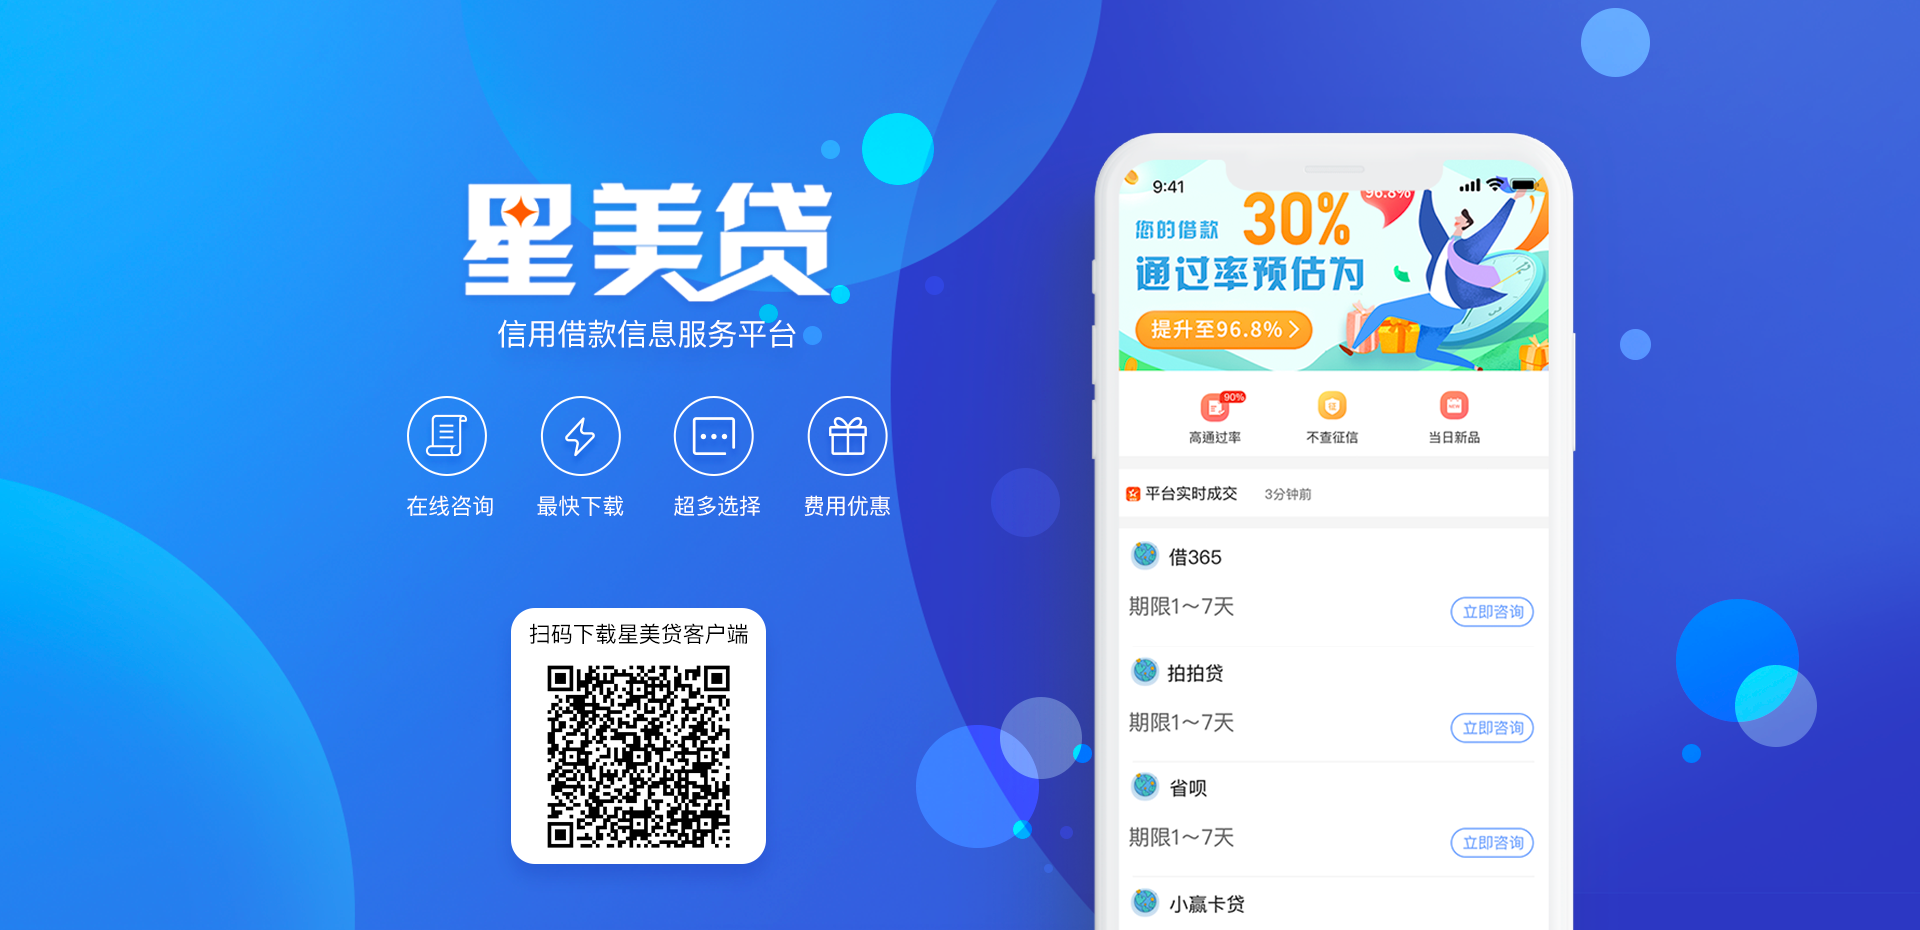 星美贷
信用借款信息服务平台
在线咨询
最快下载
超多选择
费用优惠
扫码下载星美贷客户端
9:41
96.8%
您的借款 30%
通过率预估为
提升至96.8%
90%
高通过率
不查征信
NEW
当日新品
平台实时成交 3分钟前
借365
期限1～7天
立即咨询
拍拍贷
期限1～7天
立即咨询
省呗
期限1～7天
立即咨询
小赢卡贷